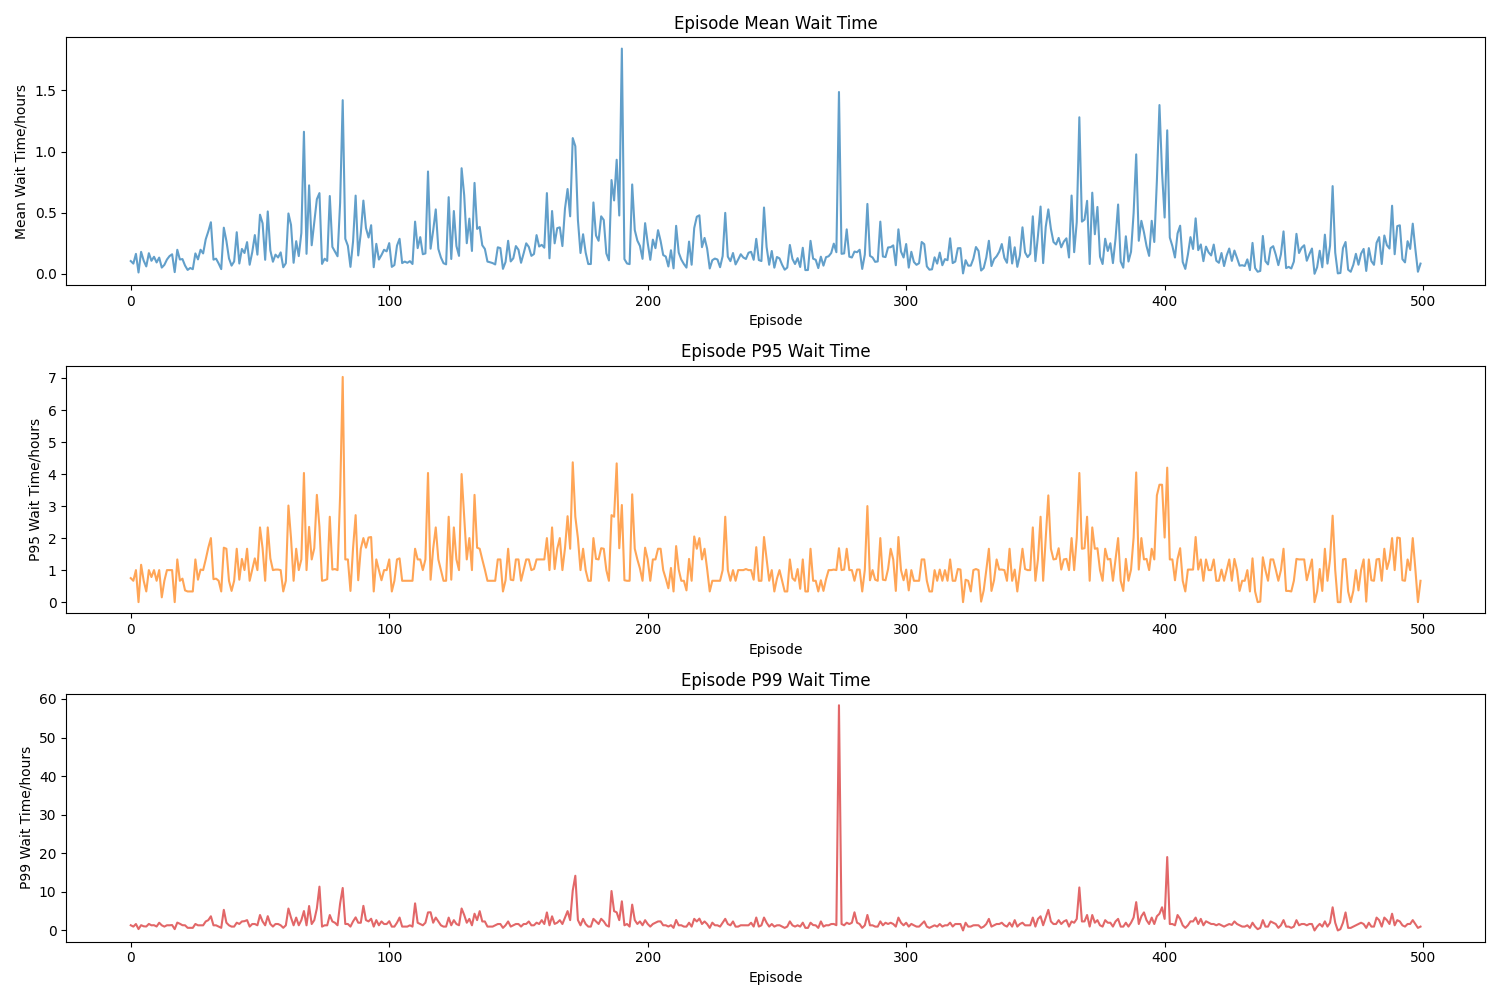 Episode Mean Wait Time
Mean Wait Time/hours
1.5
1.0
0.5
0.0
0 100 200 300 400 500
Episode
Episode P95 Wait Time
P95 Wait Time/hours
7
6
5
4
3
2
1
0
0 100 200 300 400 500
Episode
Episode P99 Wait Time
P99 Wait Time/hours
60
50
40
30
20
10
0
0 100 200 300 400 500
Episode